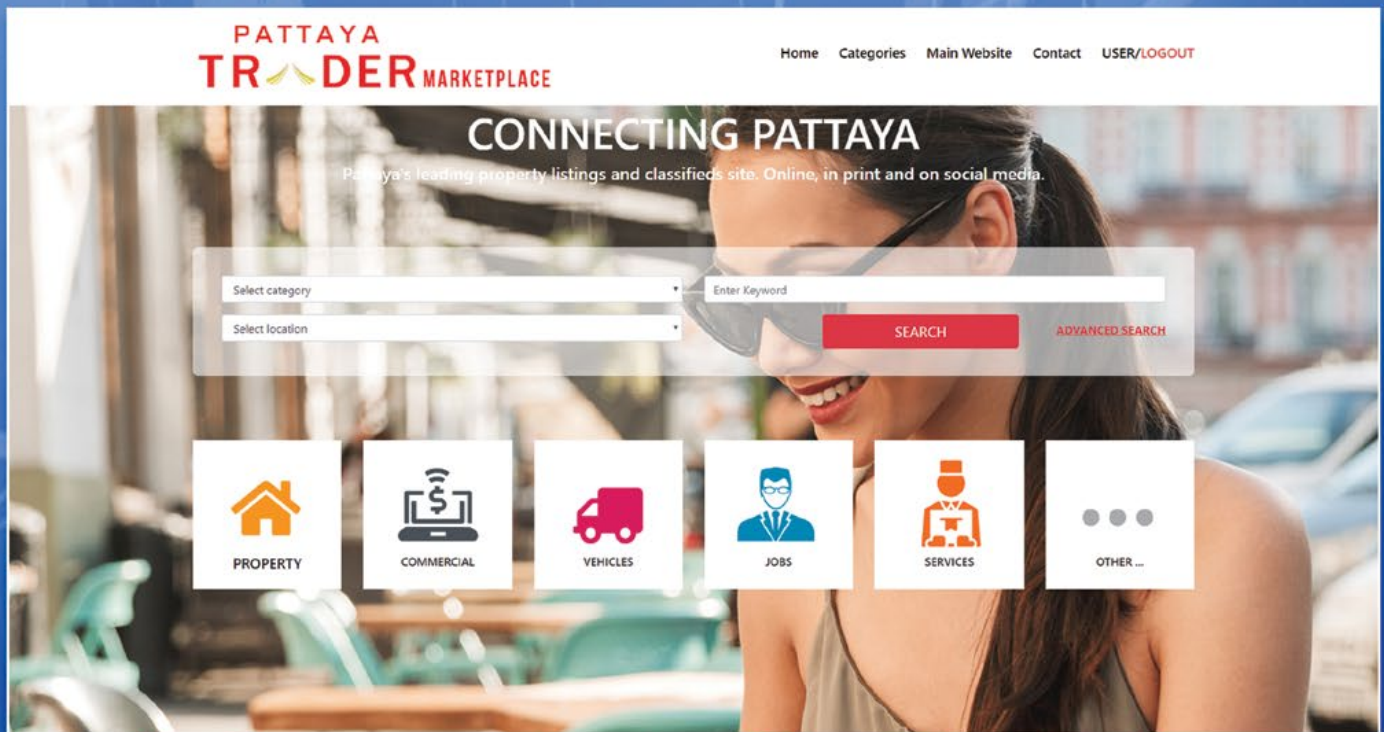 PATTAYA
TRADER MARKETPLACE
Home Categories Main Website Contact USER/LOGOUT
CONNECTING PATTAYA
Pattaya's leading property listings and classifieds site. Online, in print and on social media.
Select category Enter Keyword
Select location SEARCH ADVANCED SEARCH
PROPERTY COMMERCIAL VEHICLES JOBS SERVICES OTHER ...